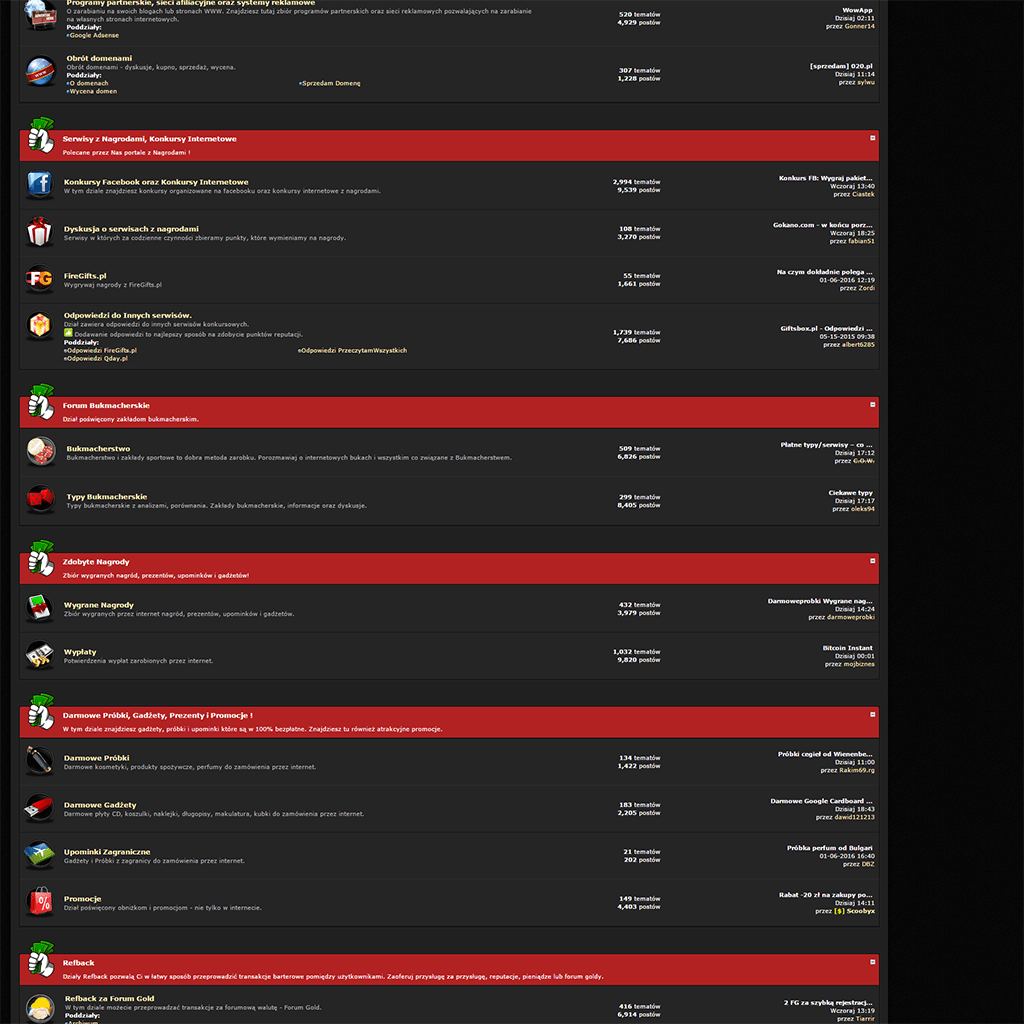 Programy partnerskie, sieci afiliacyjne oraz systemy reklamowe
O zarabianiu na swoich blogach lub stronach WWW. Znajdziesz tutaj zbiór programów partnerskich oraz sieci reklamowych pozwalających na zarabianie
na własnych stronach internetowych.
Poddziały:
Google Adsense
520 tematów
4,929 postów
WowApp
Dzisiaj 02:11
przez Gonner14
Obrót domenami
Obrót domenami - dyskusje, kupno, sprzedaż, wycena.
Poddziały:
O domenach
Sprzedam Domenę
Wycena domen
307 tematów
1,228 postów
[sprzedam] 020.pl
Dzisiaj 11:14
przez sylwu
Serwisy z Nagrodami, Konkursy Internetowe
Polecane przez Nas portale z Nagrodami !
Konkursy Facebook oraz Konkursy Internetowe
W tym dziale znajdziesz konkursy organizowane na facebooku oraz konkursy internetowe z nagrodami.
2,994 tematów
9,539 postów
Konkurs FB: Wygraj pakiet...
Wczoraj 13:40
przez Ciastek
Dyskusja o serwisach z nagrodami
Serwisy w których za codzienne czynności zbieramy punkty, które wymieniamy na nagrody.
108 tematów
3,270 postów
Gokano.com - w końcu porz...
Wczoraj 18:25
przez fabian51
FG
FireGifts.pl
Wygrywaj nagrody z FireGifts.pl
55 tematów
1,661 postów
Na czym dokładnie polega ...
01-06-2016 12:19
przez Zordi
Odpowiedzi do Innych serwisów.
Dział zawiera odpowiedzi do innych serwisów konkursowych.
Dodawanie odpowiedzi to najlepszy sposób na zdobycie punktów reputacji.
Poddziały:
Odpowiedzi FireGifts.pl
Odpowiedzi PrzeczytamWszystkich
Odpowiedzi Qday.pl
1,739 tematów
7,686 postów
Giftsbox.pl - Odpowiedzi ...
05-15-2015 09:38
przez albert6285
Forum Bukmacherskie
Dział poświęcony zakładom bukmacherskim.
Bukmacherstwo
Bukmacherstwo i zakłady sportowe to dobra metoda zarobku. Porozmawiaj o internetowych bukach i wszystkim co związane z Bukmacherstwem.
509 tematów
6,826 postów
Płatne typy/serwisy – co ...
Dzisiaj 17:12
przez G.O.W.
Typy Bukmacherskie
Typy bukmacherskie z analizami, porównania. Zakłady bukmacherskie, informacje oraz dyskusje.
299 tematów
8,405 postów
Ciekawe typy
Dzisiaj 17:17
przez oleks94
Zdobyte Nagrody
Zbiór wygranych nagród, prezentów, upominków i gadżetów!
Wygrane Nagrody
Zbiór wygranych przez internet nagród, prezentów, upominków i gadżetów.
432 tematów
3,979 postów
Darmoweprobki Wygrane nag...
Dzisiaj 14:24
przez darmoweprobki
Wypłaty
Potwierdzenia wypłat zarobionych przez internet.
1,032 tematów
9,820 postów
Bitcoin Instant
Dzisiaj 00:01
przez mojbiznes
Darmowe Próbki, Gadżety, Prezenty i Promocje !
W tym dziale znajdziesz gadżety, próbki i upominki które są w 100% bezpłatne. Znajdziesz tu również atrakcyjne promocje.
Darmowe Próbki
Darmowe kosmetyki, produkty spożywcze, perfumy do zamówienia przez internet.
134 tematów
1,422 postów
Próbki cegieł od Wienenbe...
Dzisiaj 11:00
przez Rakim69.rg
Darmowe Gadżety
Darmowe płyty CD, koszulki, naklejki, długopisy, makulatura, kubki do zamówienia przez internet.
183 tematów
2,205 postów
Darmowe Google Cardboard ...
Dzisiaj 18:43
przez dawid121213
Upominki Zagraniczne
Gadżety i Próbki z zagranicy do zamówienia przez internet.
21 tematów
202 postów
Próbka perfum od Bulgari
01-06-2016 16:40
przez DBZ
Promocje
Dział poświęcony obniżkom i promocjom - nie tylko w internecie.
149 tematów
4,403 postów
Rabat -20 zł na zakupy po...
Dzisiaj 14:11
przez [$] Scoobyx
Refback
Działy Refback pozwalą Ci w łatwy sposób przeprowadzić transakcje barterowe pomiędzy użytkownikami. Zaoferuj przysługę za przysługę, reputacje, pieniądze lub forum goldy.
Refback za Forum Gold
W tym dziale możecie przeprowadzać transakcje za forumową walutę - Forum Gold.
Poddziały:
Archiwum
416 tematów
6,914 postów
2 FG za szybką rejestracj...
Wczoraj 13:19
przez Tiarrir